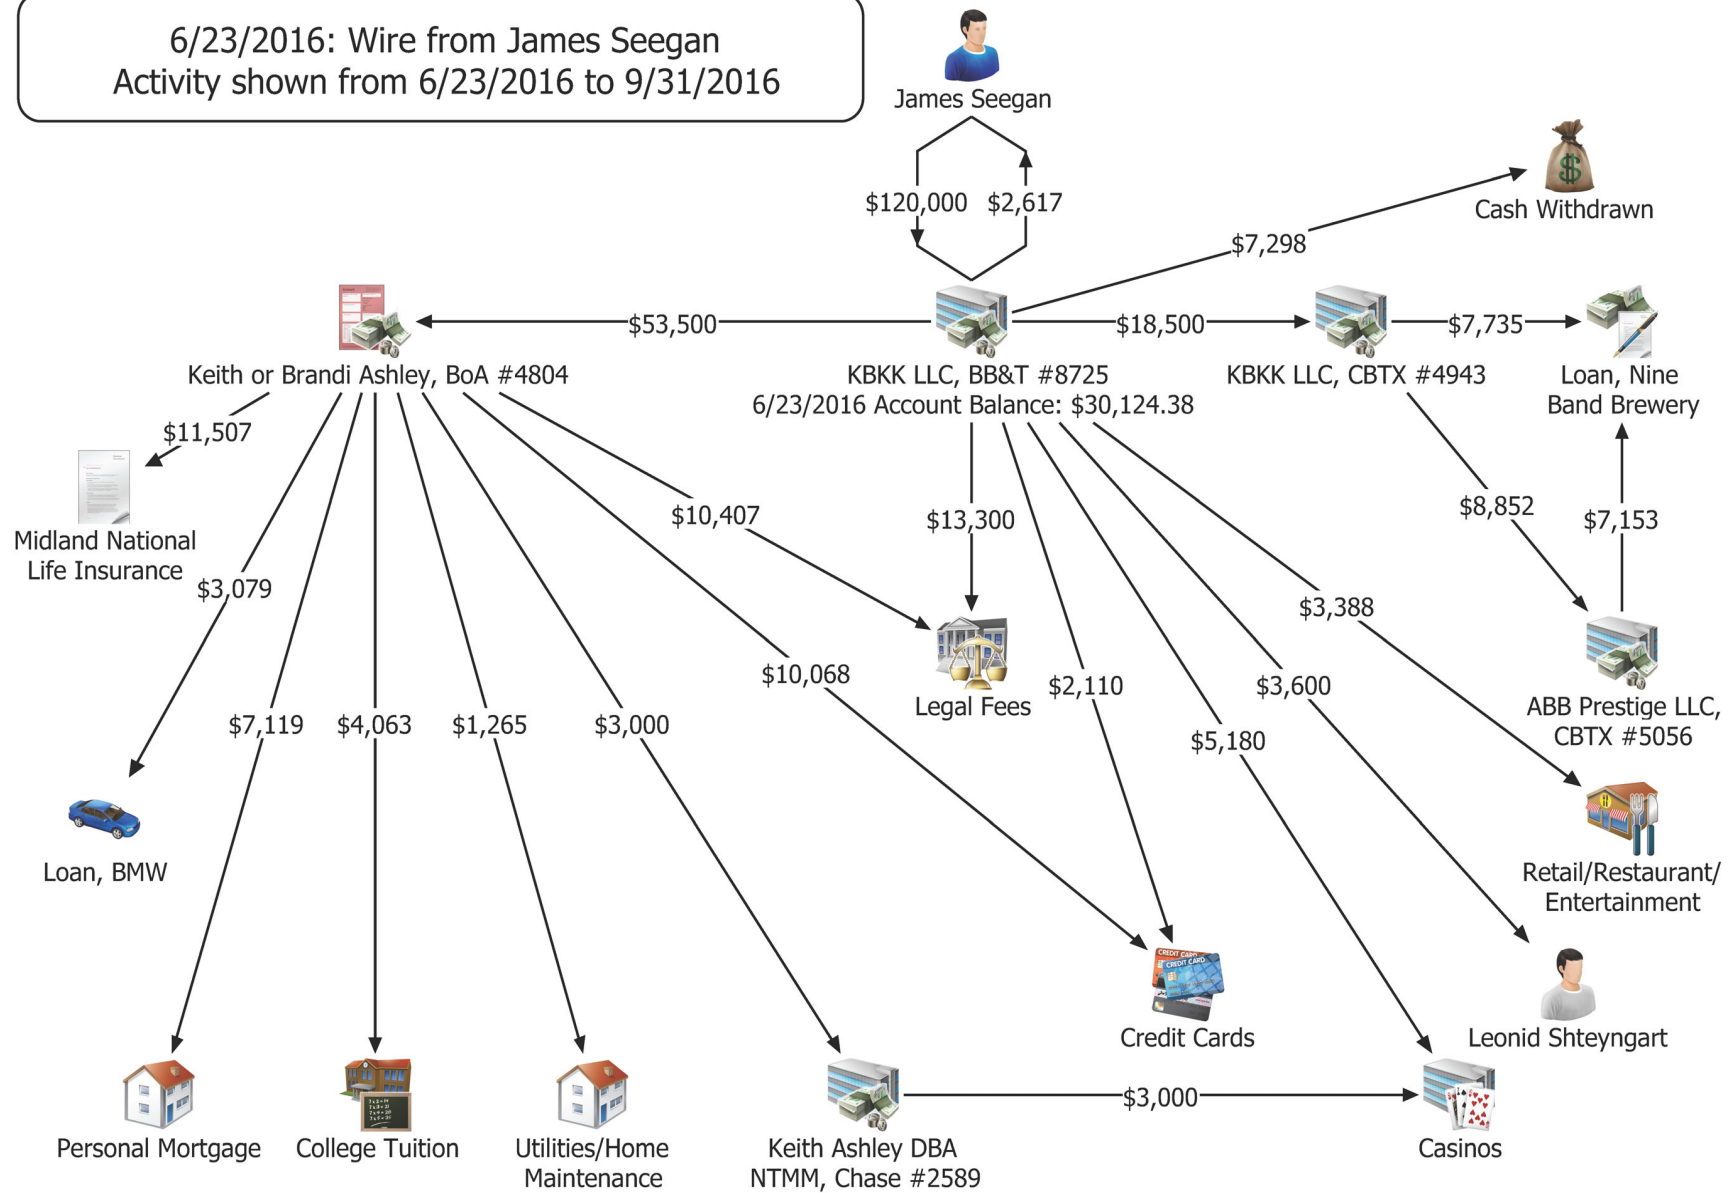 6/23/2016: Wire from James Seegan
Activity shown from 6/23/2016 to 9/31/2016
James Seegan
$120,000
$2,617
Cash Withdrawn
$7,298
$53,500
$18,500
$7,735
Keith or Brandi Ashley, BoA #4804
KBKK LLC, BB&T #8725
6/23/2016 Account Balance: $30,124.38
KBKK LLC, CBTX #4943
Loan, Nine
Band Brewery
$11,507
Midland National
Life Insurance
$10,407
$13,300
$8,852
$7,153
$3,079
$3,388
$10,068
$2,110
$3,600
Legal Fees
ABB Prestige LLC,
CBTX #5056
$7,119
$4,063
$1,265
$3,000
$5,180
Loan, BMW
Retail/Restaurant/
Entertainment
CREDIT CARD
CREDIT CARD
Credit Cards
Leonid Shteyngart
$3,000
Personal Mortgage
College Tuition
Utilities/Home
Maintenance
Keith Ashley DBA
NTMM, Chase #2589
Casinos